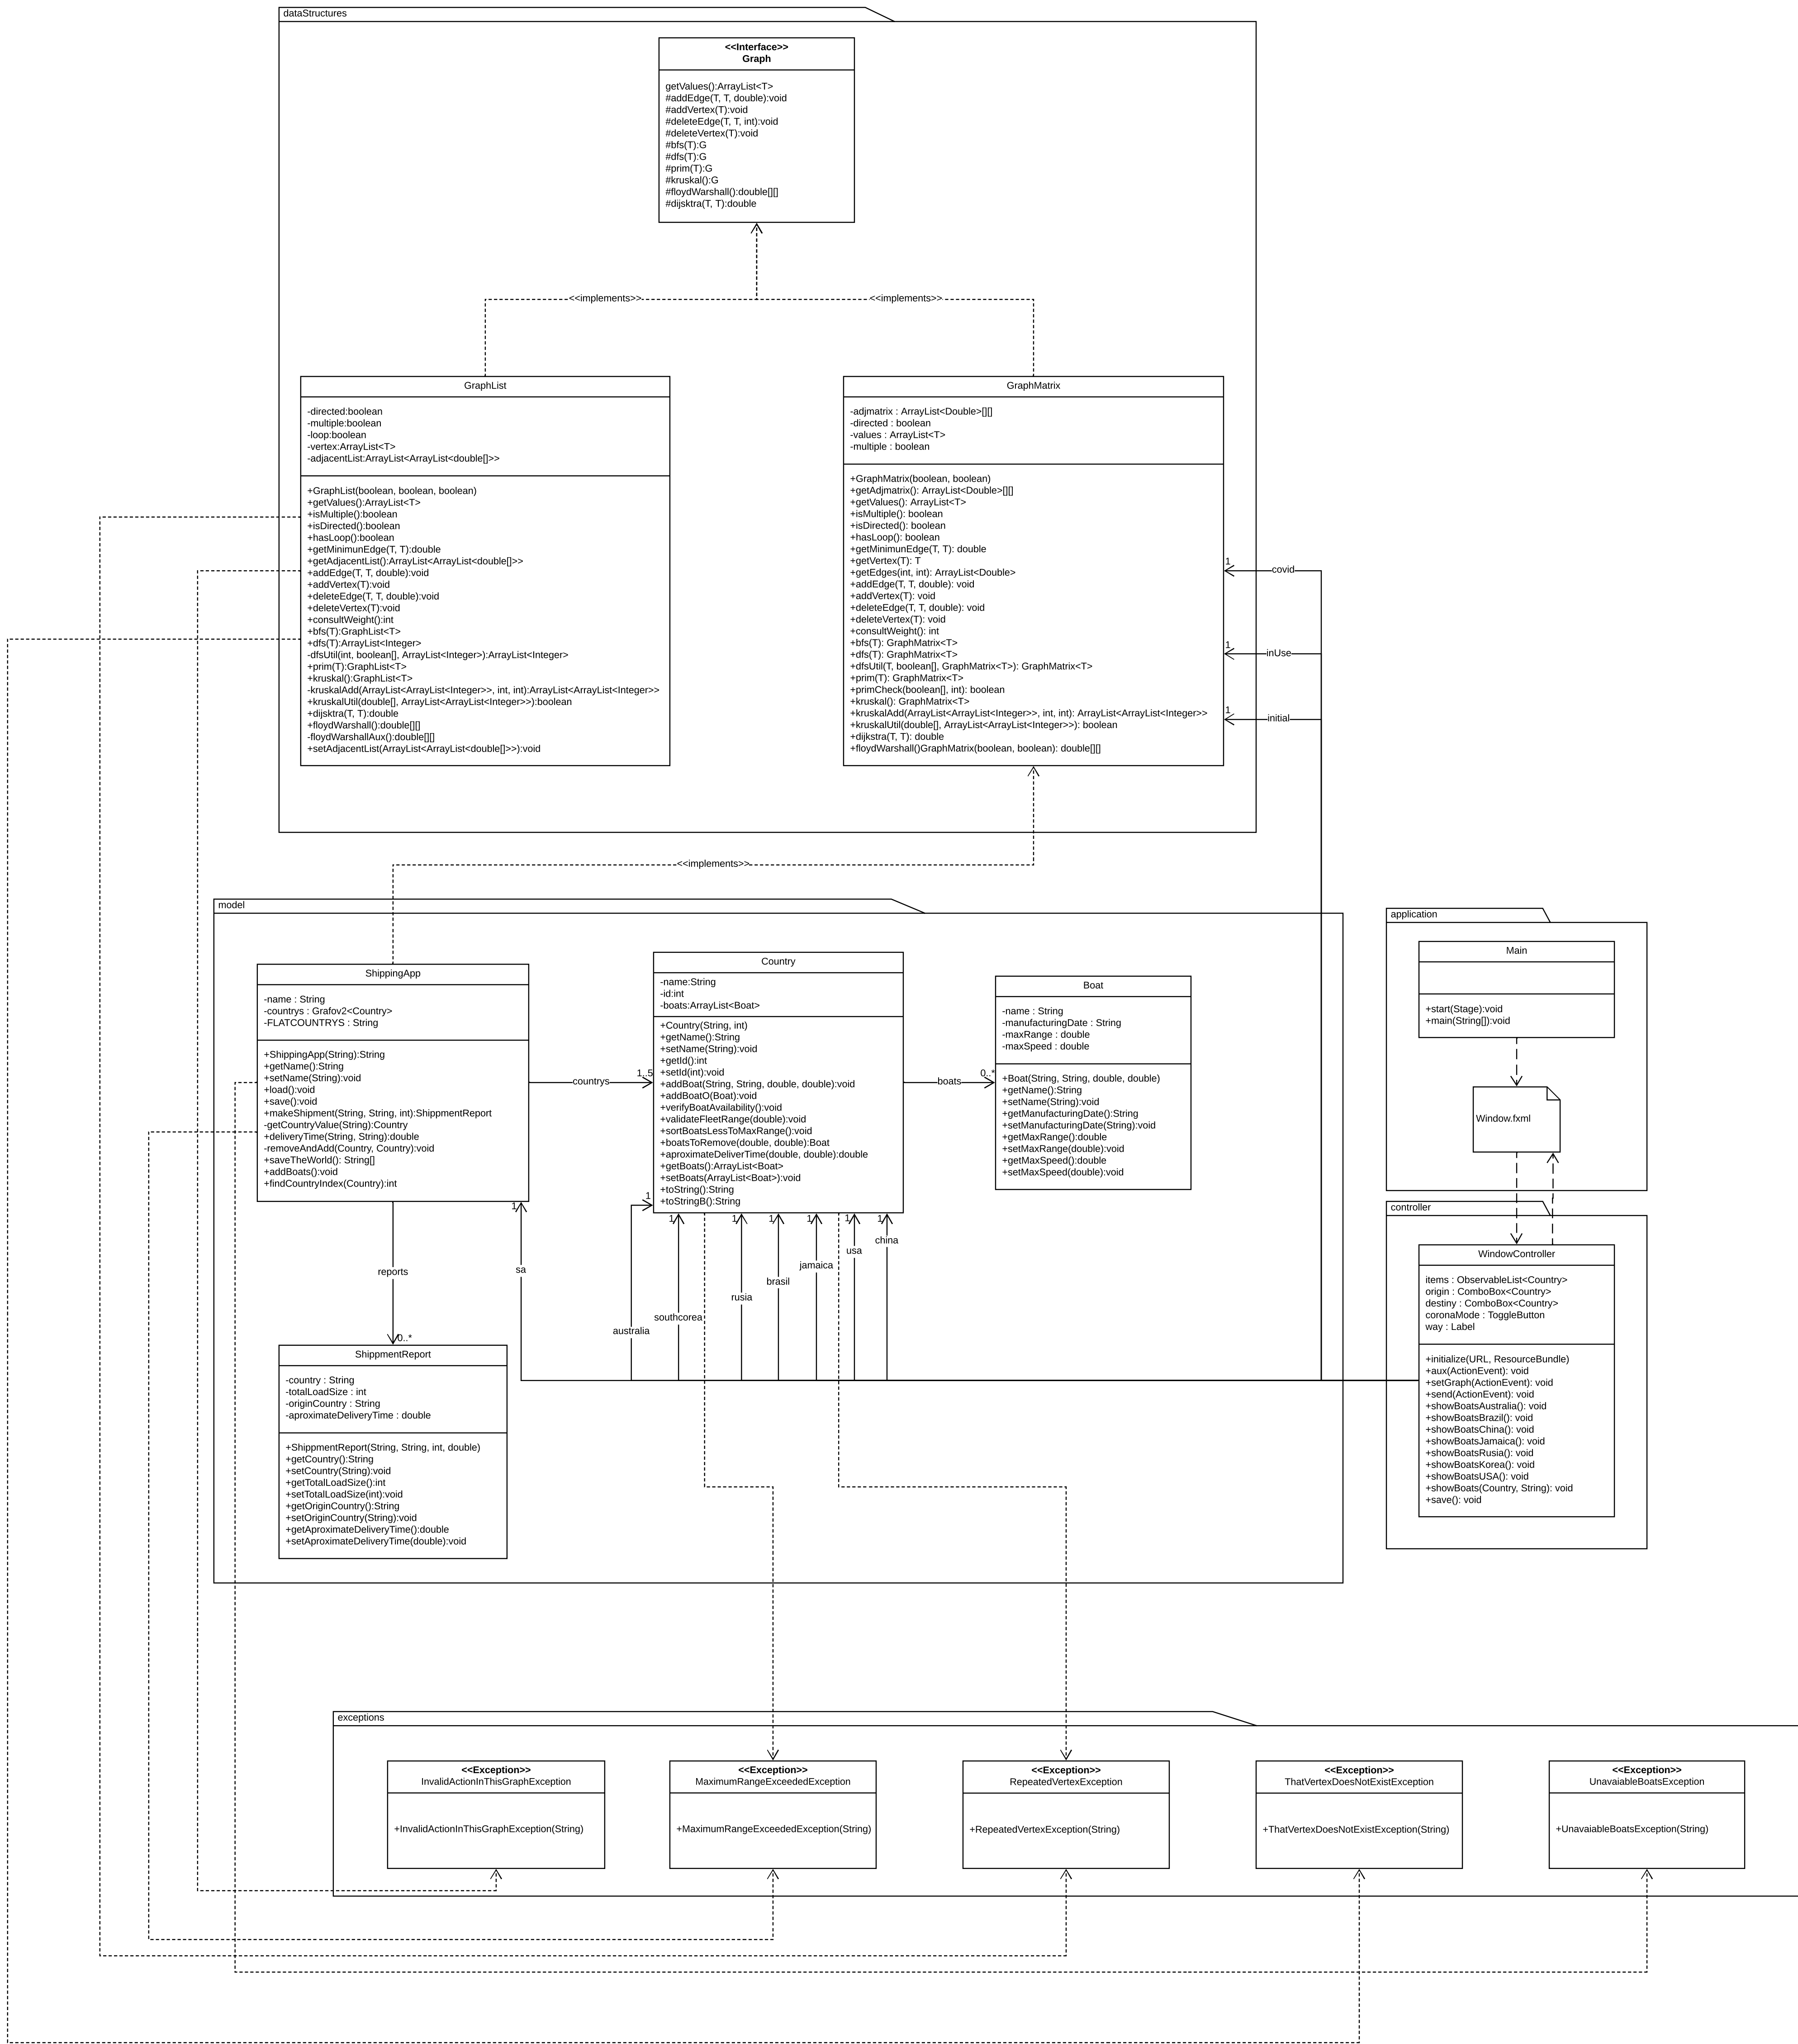 dataStructures
<<Interface>>
Graph
getValues():ArrayList<T>
#addEdge(T, T, double):void
#addVertex(T):void
#deleteEdge(T, T, int):void
#deleteVertex(T):void
#bfs(T):G
#dfs(T):G
#prim(T):G
#kruskal():G
#floydWarshall():double[][]
#dijsktra(T, T):double
<<implements>>
<<implements>>
GraphList
-directed:boolean
-multiple:boolean
-loop:boolean
-vertex:ArrayList<T>
-adjacentList:ArrayList<ArrayList<double[]>>
+GraphList(boolean, boolean, boolean)
+getValues():ArrayList<T>
+isMultiple():boolean
+isDirected():boolean
+hasLoop():boolean
+getMinimunEdge(T, T):double
+getAdjacentList():ArrayList<ArrayList<double[]>>
+addEdge(T, T, double):void
+addVertex(T):void
+deleteEdge(T, T, double):void
+deleteVertex(T):void
+consultWeight():int
+bfs(T):GraphList<T>
+dfs(T):ArrayList<Integer>
-dfsUtil(int, boolean[], ArrayList<Integer>):ArrayList<Integer>
+prim(T):GraphList<T>
+kruskal():GraphList<T>
-kruskalAdd(ArrayList<ArrayList<Integer>>, int, int):ArrayList<ArrayList<Integer>>
+kruskalUtil(double[], ArrayList<ArrayList<Integer>>):boolean
+dijsktra(T, T):double
+floydWarshall():double[][]
-floydWarshallAux():double[][]
+setAdjacentList(ArrayList<ArrayList<double[]>>):void
GraphMatrix
-adjmatrix : ArrayList<Double>[][]
-directed : boolean
-values : ArrayList<T>
-multiple : boolean
+GraphMatrix(boolean, boolean)
+getAdjmatrix(): ArrayList<Double>[][]
+getValues(): ArrayList<T>
+isMultiple(): boolean
+isDirected(): boolean
+hasLoop(): boolean
+getMinimunEdge(T, T): double
+getVertex(T): T
+getEdges(int, int): ArrayList<Double>
+addEdge(T, T, double): void
+addVertex(T): void
+deleteEdge(T, T, double): void
+deleteVertex(T): void
+consultWeight(): int
+bfs(T): GraphMatrix<T>
+dfs(T): GraphMatrix<T>
+dfsUtil(T, boolean[], GraphMatrix<T>): GraphMatrix<T>
+prim(T): GraphMatrix<T>
+primCheck(boolean[], int): boolean
+kruskal(): GraphMatrix<T>
+kruskalAdd(ArrayList<ArrayList<Integer>>, int, int): ArrayList<ArrayList<Integer>>
+kruskalUtil(double[], ArrayList<ArrayList<Integer>>): boolean
+dijkstra(T, T): double
+floydWarshall()GraphMatrix(boolean, boolean): double[][]
1
covid
1
inUse
1
initial
<<implements>>
model
ShippingApp
-name : String
-countrys : Grafov2<Country>
-FLATCOUNTRYS : String
+ShippingApp(String):String
+getName():String
+setName(String):void
+load():void
+save():void
+makeShipment(String, String, int):ShippmentReport
-getCountryValue(String):Country
+deliveryTime(String, String):double
-removeAndAdd(Country, Country):void
+saveTheWorld(): String[]
+addBoats():void
+findCountryIndex(Country):int
countrys
1..5
Country
-name:String
-id:int
-boats:ArrayList<Boat>
+Country(String, int)
+getName():String
+setName(String):void
+getId():int
+setId(int):void
+addBoat(String, String, double, double):void
+addBoatO(Boat):void
+verifyBoatAvailability():void
+validateFleetRange(double):void
+sortBoatsLessToMaxRange():void
+boatsToRemove(double, double):Boat
+aproximateDeliverTime(double, double):double
+getBoats():ArrayList<Boat>
+setBoats(ArrayList<Boat>):void
+toString():String
+toStringB():String
boats
0..*
Boat
-name : String
-manufacturingDate : String
-maxRange : double
-maxSpeed : double
+Boat(String, String, double, double)
+getName():String
+setName(String):void
+getManufacturingDate():String
+setManufacturingDate(String):void
+getMaxRange():double
+setMaxRange(double):void
+getMaxSpeed():double
+setMaxSpeed(double):void
application
Main
+start(Stage):void
+main(String[]):void
Window.fxml
controller
WindowController
items : ObservableList<Country>
origin : ComboBox<Country>
destiny : ComboBox<Country>
coronaMode : ToggleButton
way : Label
+initialize(URL, ResourceBundle)
+aux(ActionEvent): void
+setGraph(ActionEvent): void
+send(ActionEvent): void
+showBoatsAustralia(): void
+showBoatsBrazil(): void
+showBoatsChina(): void
+showBoatsJamaica(): void
+showBoatsRusia(): void
+showBoatsKorea(): void
+showBoatsUSA(): void
+showBoats(Country, String): void
+save(): void
1
sa
1
australia
1
southcorea
1
rusia
1
brasil
1
jamaica
1
usa
1
china
reports
0..*
ShippmentReport
-country : String
-totalLoadSize : int
-originCountry : String
-aproximateDeliveryTime : double
+ShippmentReport(String, String, int, double)
+getCountry():String
+setCountry(String):void
+getTotalLoadSize():int
+setTotalLoadSize(int):void
+getOriginCountry():String
+setOriginCountry(String):void
+getAproximateDeliveryTime():double
+setAproximateDeliveryTime(double):void
exceptions
<<Exception>>
InvalidActionInThisGraphException
+InvalidActionInThisGraphException(String)
<<Exception>>
MaximumRangeExceededException
+MaximumRangeExceededException(String)
<<Exception>>
RepeatedVertexException
+RepeatedVertexException(String)
<<Exception>>
ThatVertexDoesNotExistException
+ThatVertexDoesNotExistException(String)
<<Exception>>
UnavaiableBoatsException
+UnavaiableBoatsException(String)